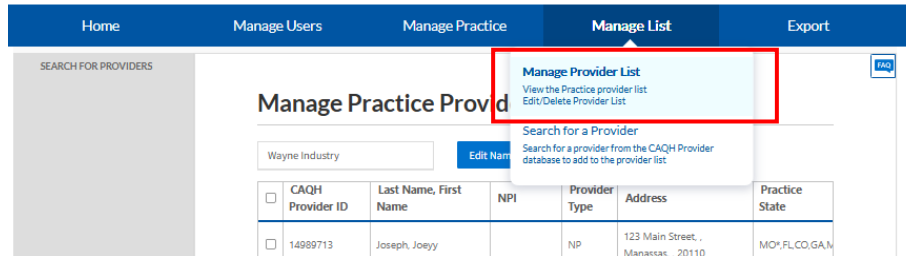 Home Manage Users Manage Practice Manage List Export
SEARCH FOR PROVIDERS
FAQ
Manage Provider List
View the Practice provider list
Edit/Delete Provider List
Manage Practice Provid
Search for a Provider
Search for a provider from the CAQH Provider
database to add to the provider list
Wayne Industry
Edit Nam
CAQH Provider ID Last Name, First Name NPI Provider Type Address Practice State
14989713 Joseph, Joeyy NP 123 Main Street, , MO*,FL,CO,GA,M
Manassas, , 20110